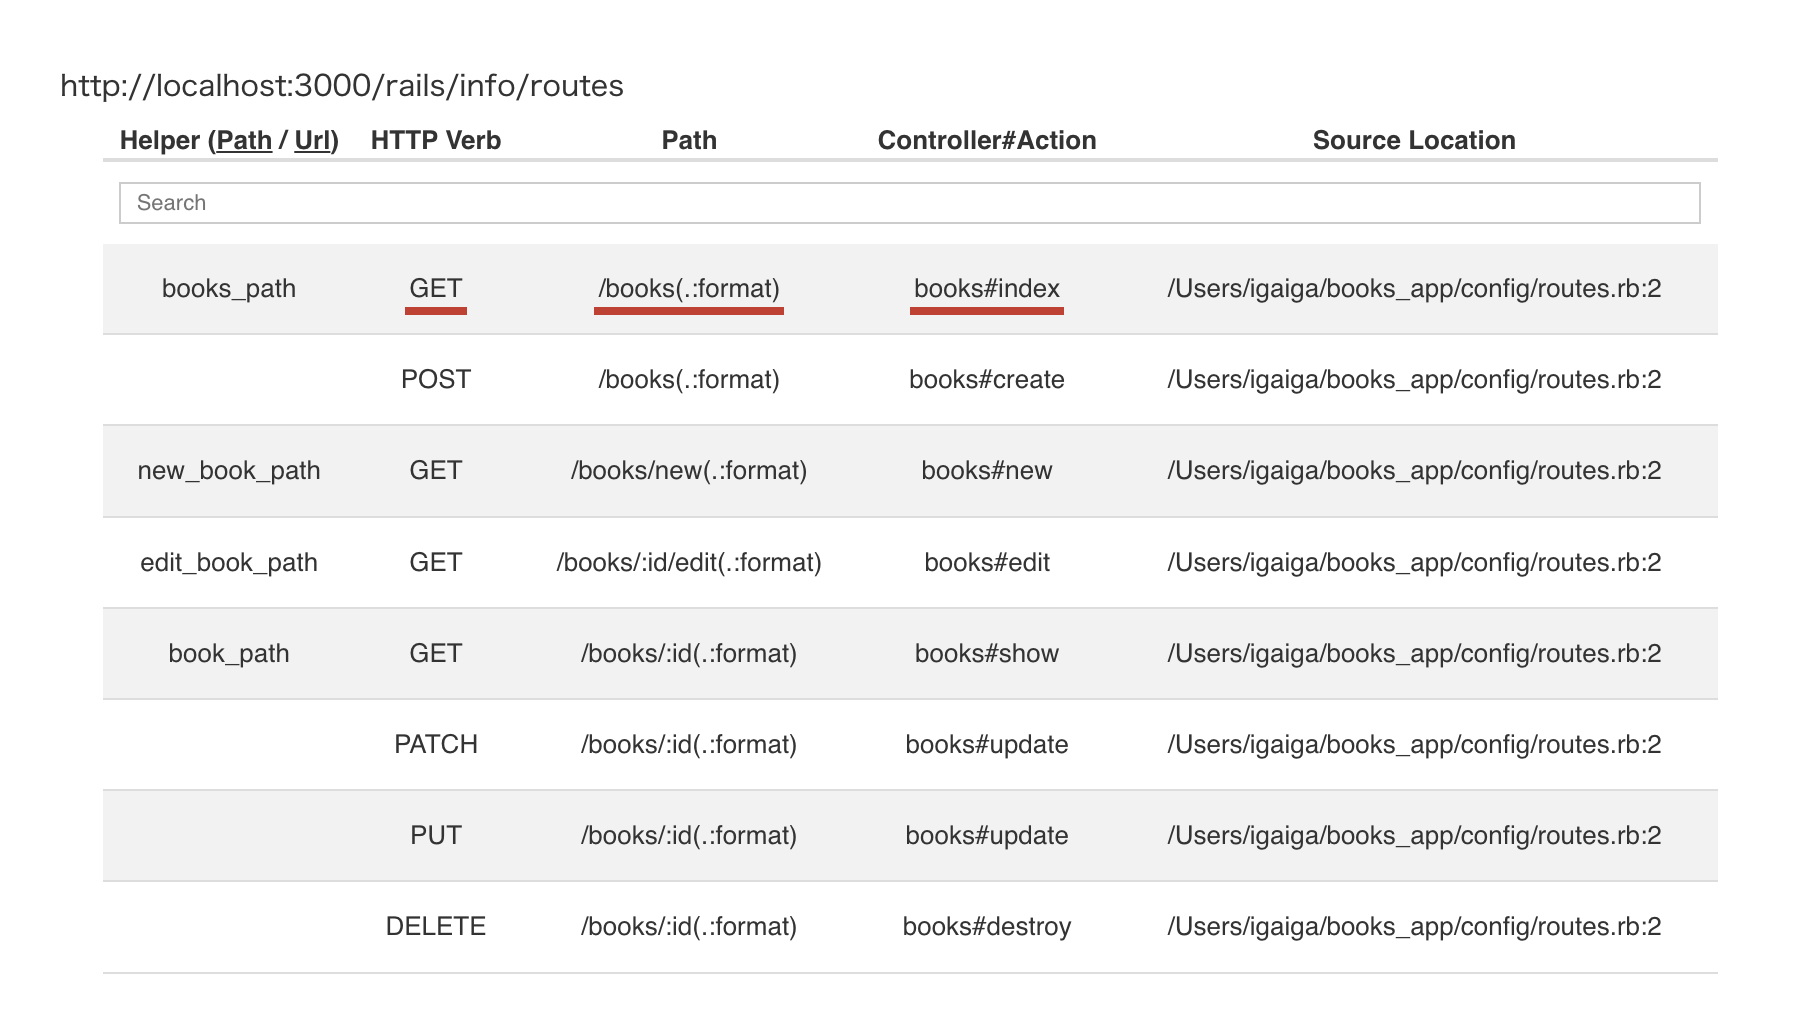 http://localhost:3000/rails/info/routes
Helper (Path / Url) HTTP Verb Path Controller#Action Source Location
Search
books_path GET /books(.:format) books#index /Users/igaiga/books_app/config/routes.rb:2
POST /books(.:format) books#create /Users/igaiga/books_app/config/routes.rb:2
new_book_path GET /books/new(.:format) books#new /Users/igaiga/books_app/config/routes.rb:2
edit_book_path GET /books/:id/edit(.:format) books#edit /Users/igaiga/books_app/config/routes.rb:2
book_path GET /books/:id(.:format) books#show /Users/igaiga/books_app/config/routes.rb:2
PATCH /books/:id(.:format) books#update /Users/igaiga/books_app/config/routes.rb:2
PUT /books/:id(.:format) books#update /Users/igaiga/books_app/config/routes.rb:2
DELETE /books/:id(.:format) books#destroy /Users/igaiga/books_app/config/routes.rb:2